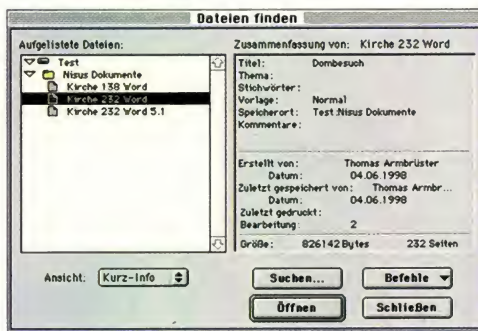 Dateien finden
Aufgelistete Dateien:
Test
Nisus Dokumente
Kirche 138 Word
Kirche 232 Word
Kirche 232 Word 5.1
Ansicht: Kurz-Info
Zusammenfassung von: Kirche 232 Word
Titel: Dombesuch
Thema:
Stichwörter:
Vorlage: Normal
Speicherort: Test:Nisus Dokumente
Kommentare:
Erstellt von: Thomas Armbrüster
Datum: 04.06.1998
Zuletzt gespeichert von: Thomas Armbr...
Datum: 04.06.1998
Zuletzt gedruckt:
Bearbeitung 2
Größe: 826142 Bytes 232 Seiten
Suchen... Befehle
Öffnen Schließen